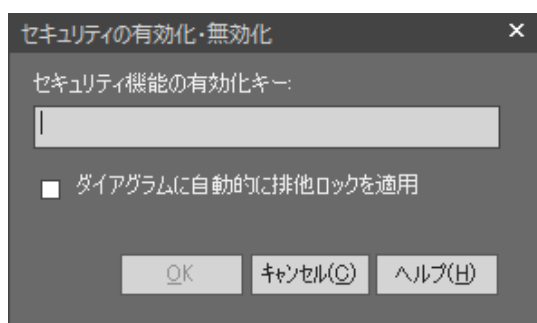 セキュリティの有効化・無効化
セキュリティ機能の有効化キー:
ダイアグラムに自動的に排他ロックを適用
OK キャンセル(C) ヘルプ(H)